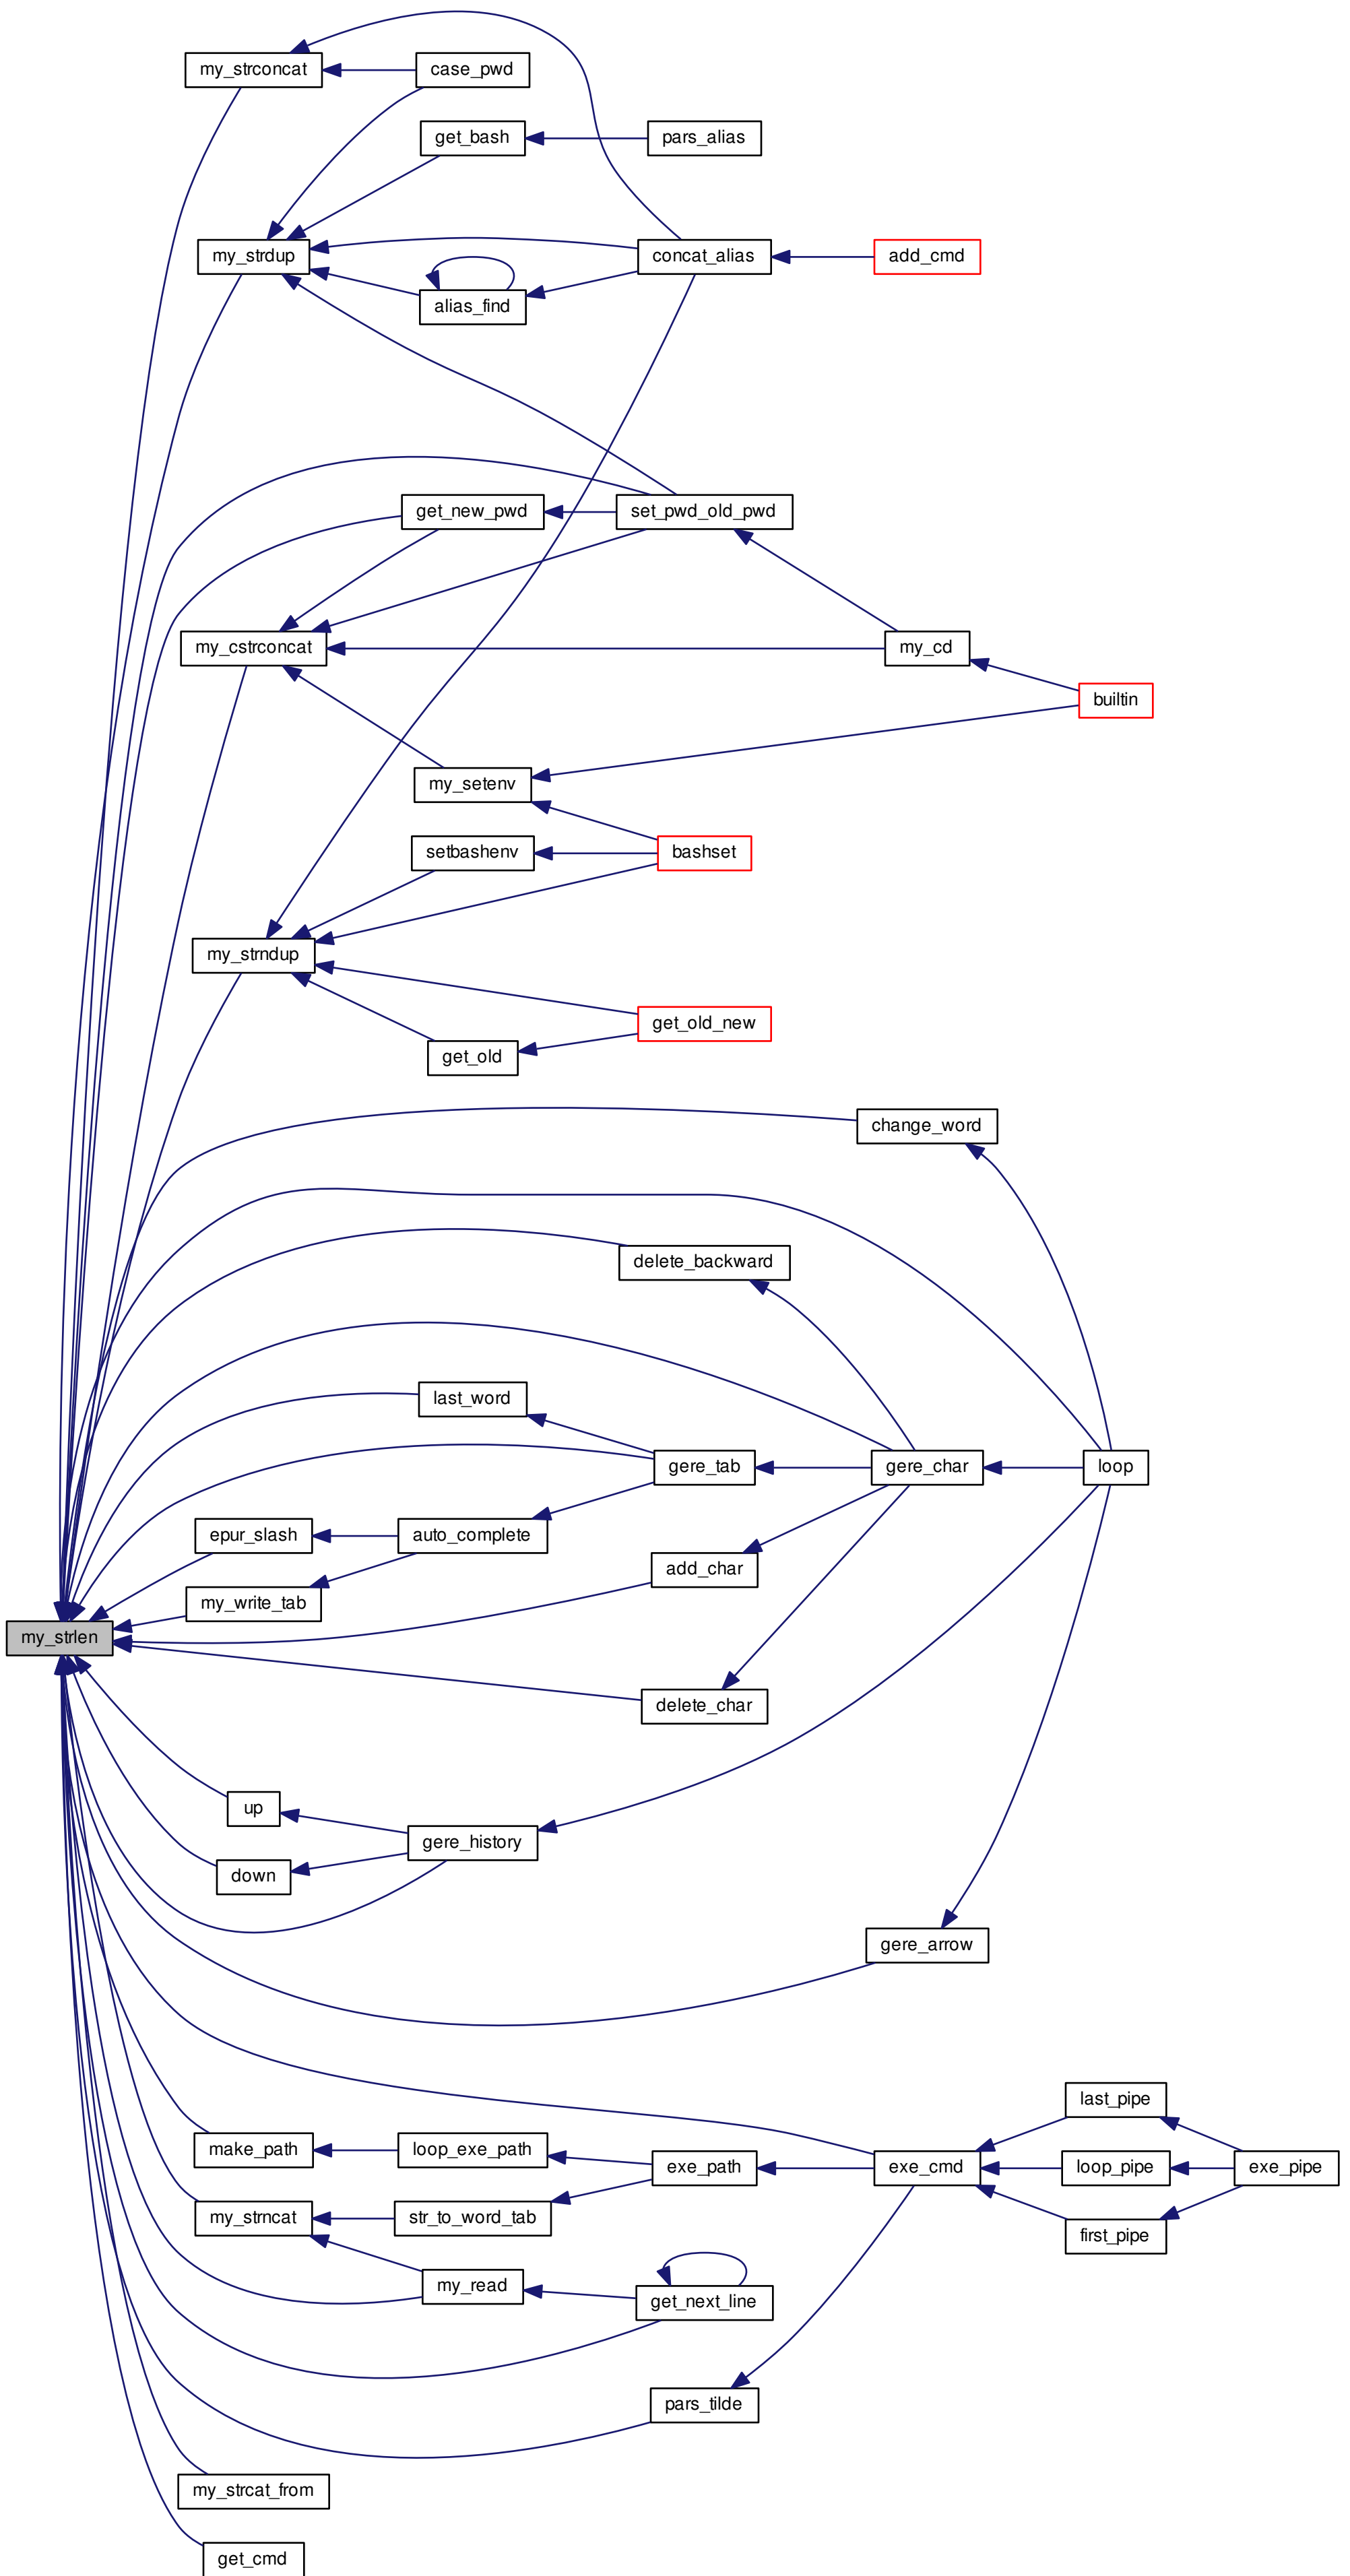 my_strconcat
case_pwd
get_bash
pars_alias
my_strdup
concat_alias
add_cmd
alias_find
get_new_pwd
set_pwd_old_pwd
my_cstrconcat
my_cd
builtin
my_setenv
setbashenv
bashset
my_strndup
get_old_new
get_old
change_word
delete_backward
last_word
gere_tab
gere_char
loop
epur_slash
auto_complete
add_char
my_write_tab
my_strlen
delete_char
up
gere_history
down
gere_arrow
last_pipe
make_path
loop_exe_path
exe_path
exe_cmd
loop_pipe
exe_pipe
my_strncat
str_to_word_tab
first_pipe
my_read
get_next_line
pars_tilde
my_strcat_from
get_cmd